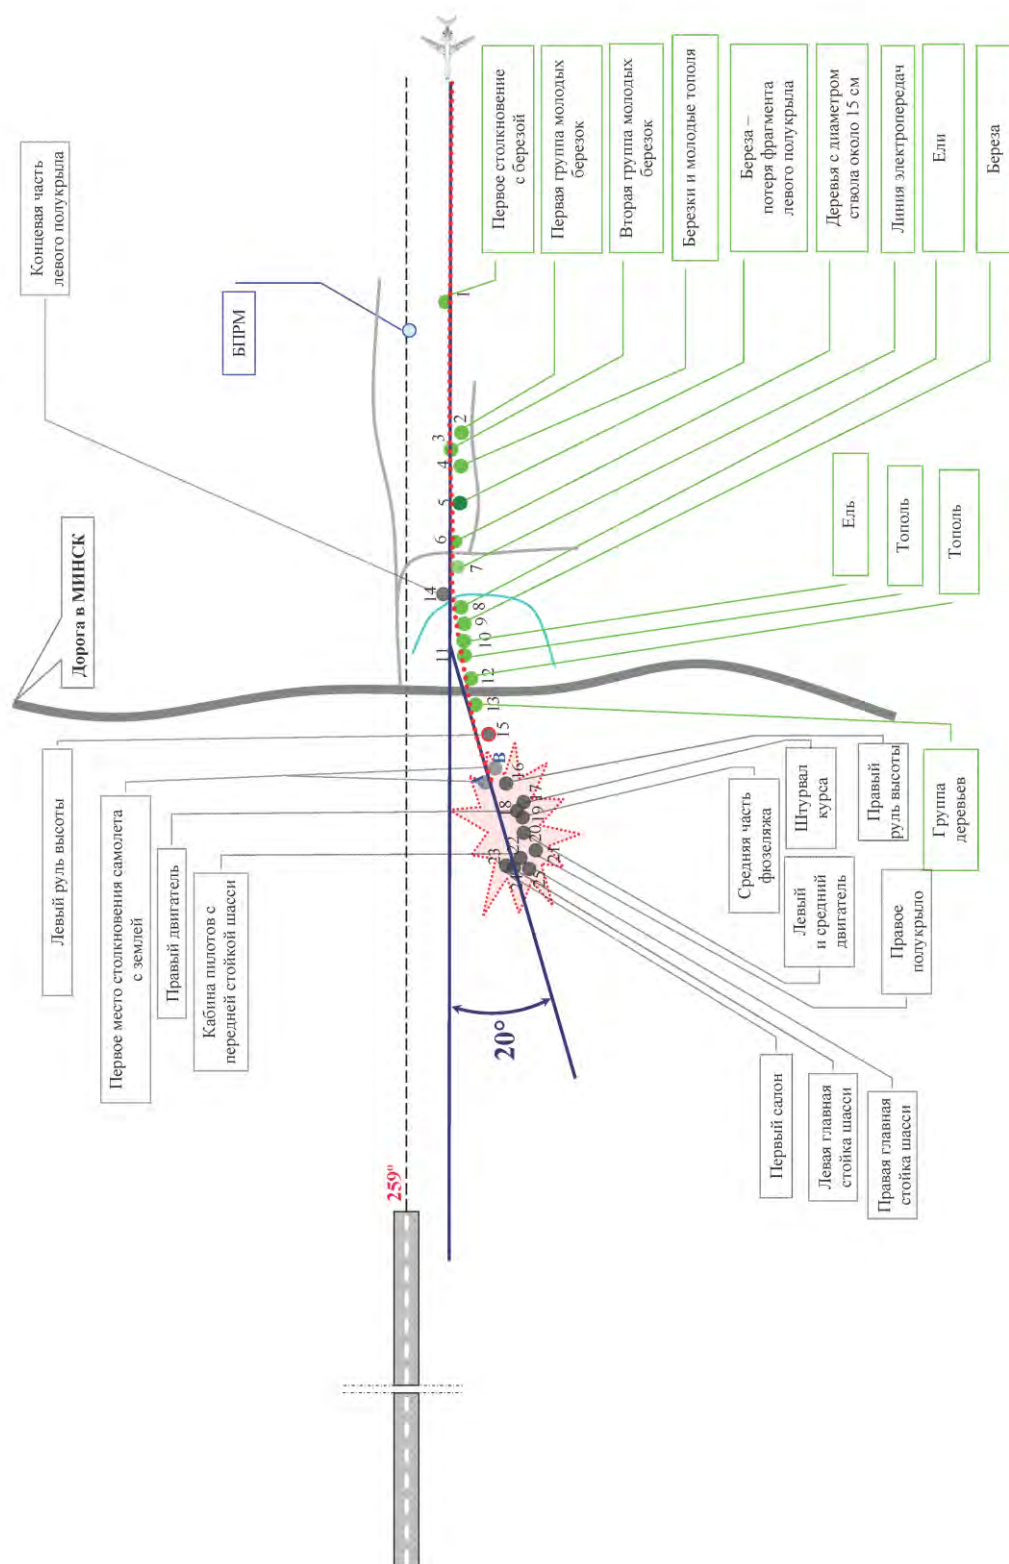 Концевая часть
левого полукрыла
БПРМ
Дорога в МИНСК
Левый руль высоты
Первое место столкновения самолета
с землей
Правый двигатель
Кабина пилотов с
передней стойкой шасси
259°
20°
1
2
3
4
5
6
7
14
8
9
10
11
12
13
15
A
B
16
17
18
19
20
21
22
23
24
25
Первое столкновение
с березой
Первая группа молодых
березок
Вторая группа молодых
березок
Березки и молодые тополя
Береза –
потеря фрагмента
левого полукрыла
Деревья с диаметром
ствола около 15 см
Линия электропередач
Ели
Береза
Ель
Тополь
Тополь
Группа
деревьев
Правый
руль высоты
Штурвал
курса
Средняя часть
фюзеляжа
Левый
и средний
двигатель
Правое
полукрыло
Первый салон
Левая главная
стойка шасси
Правая главная
стойка шасси